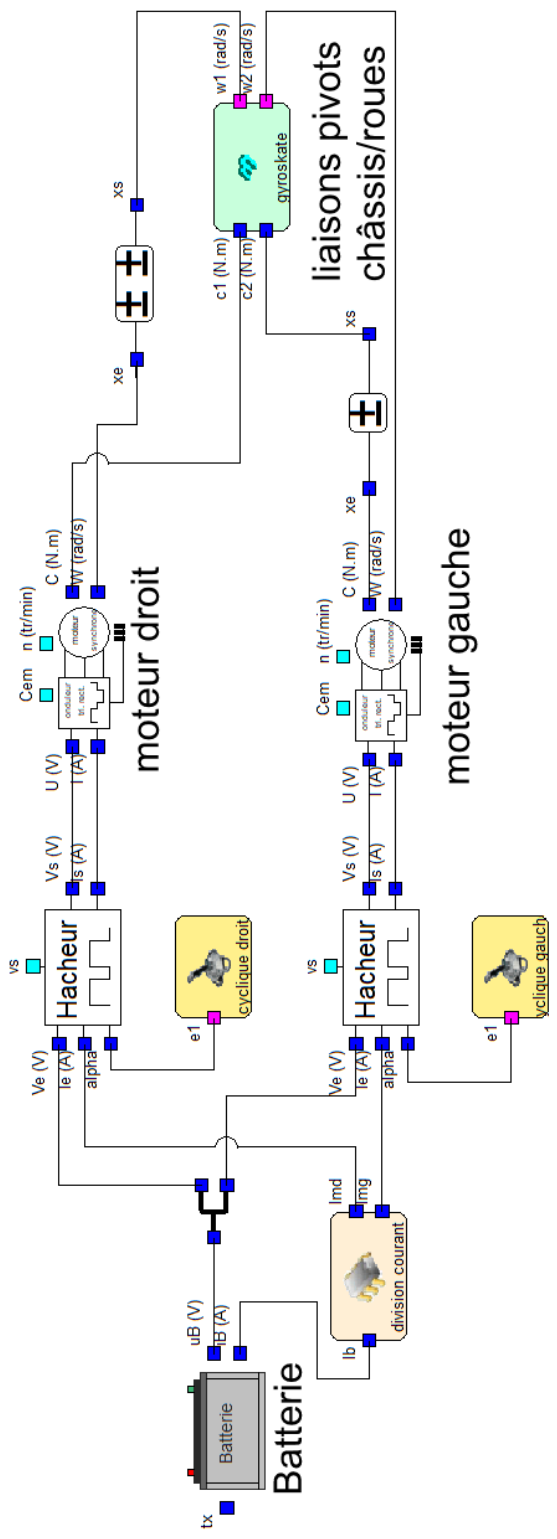 tx
Batterie
Batterie
uB (V)
iB (A)
Ib
division courant
Imd
Img
Ve (V)
Ie (A)
alpha
vs
Hacheur
Vs (V)
Is (A)
e1
cyclique droit
U (V)
I (A)
Cem
n (tr/min)
onduleur
tri. rect.
moteur
synchrone
C (N.m)
W (rad/s)
moteur droit
xe
xs
Ve (V)
Ie (A)
alpha
vs
Hacheur
Vs (V)
Is (A)
e1
yclique gauch
U (V)
I (A)
Cem
n (tr/min)
onduleur
tri. rect.
moteur
synchrone
C (N.m)
W (rad/s)
moteur gauche
xe
xs
c1 (N.m)
c2 (N.m)
w1 (rad/s)
w2 (rad/s)
gyroskate
liaisons pivots
châssis/roues